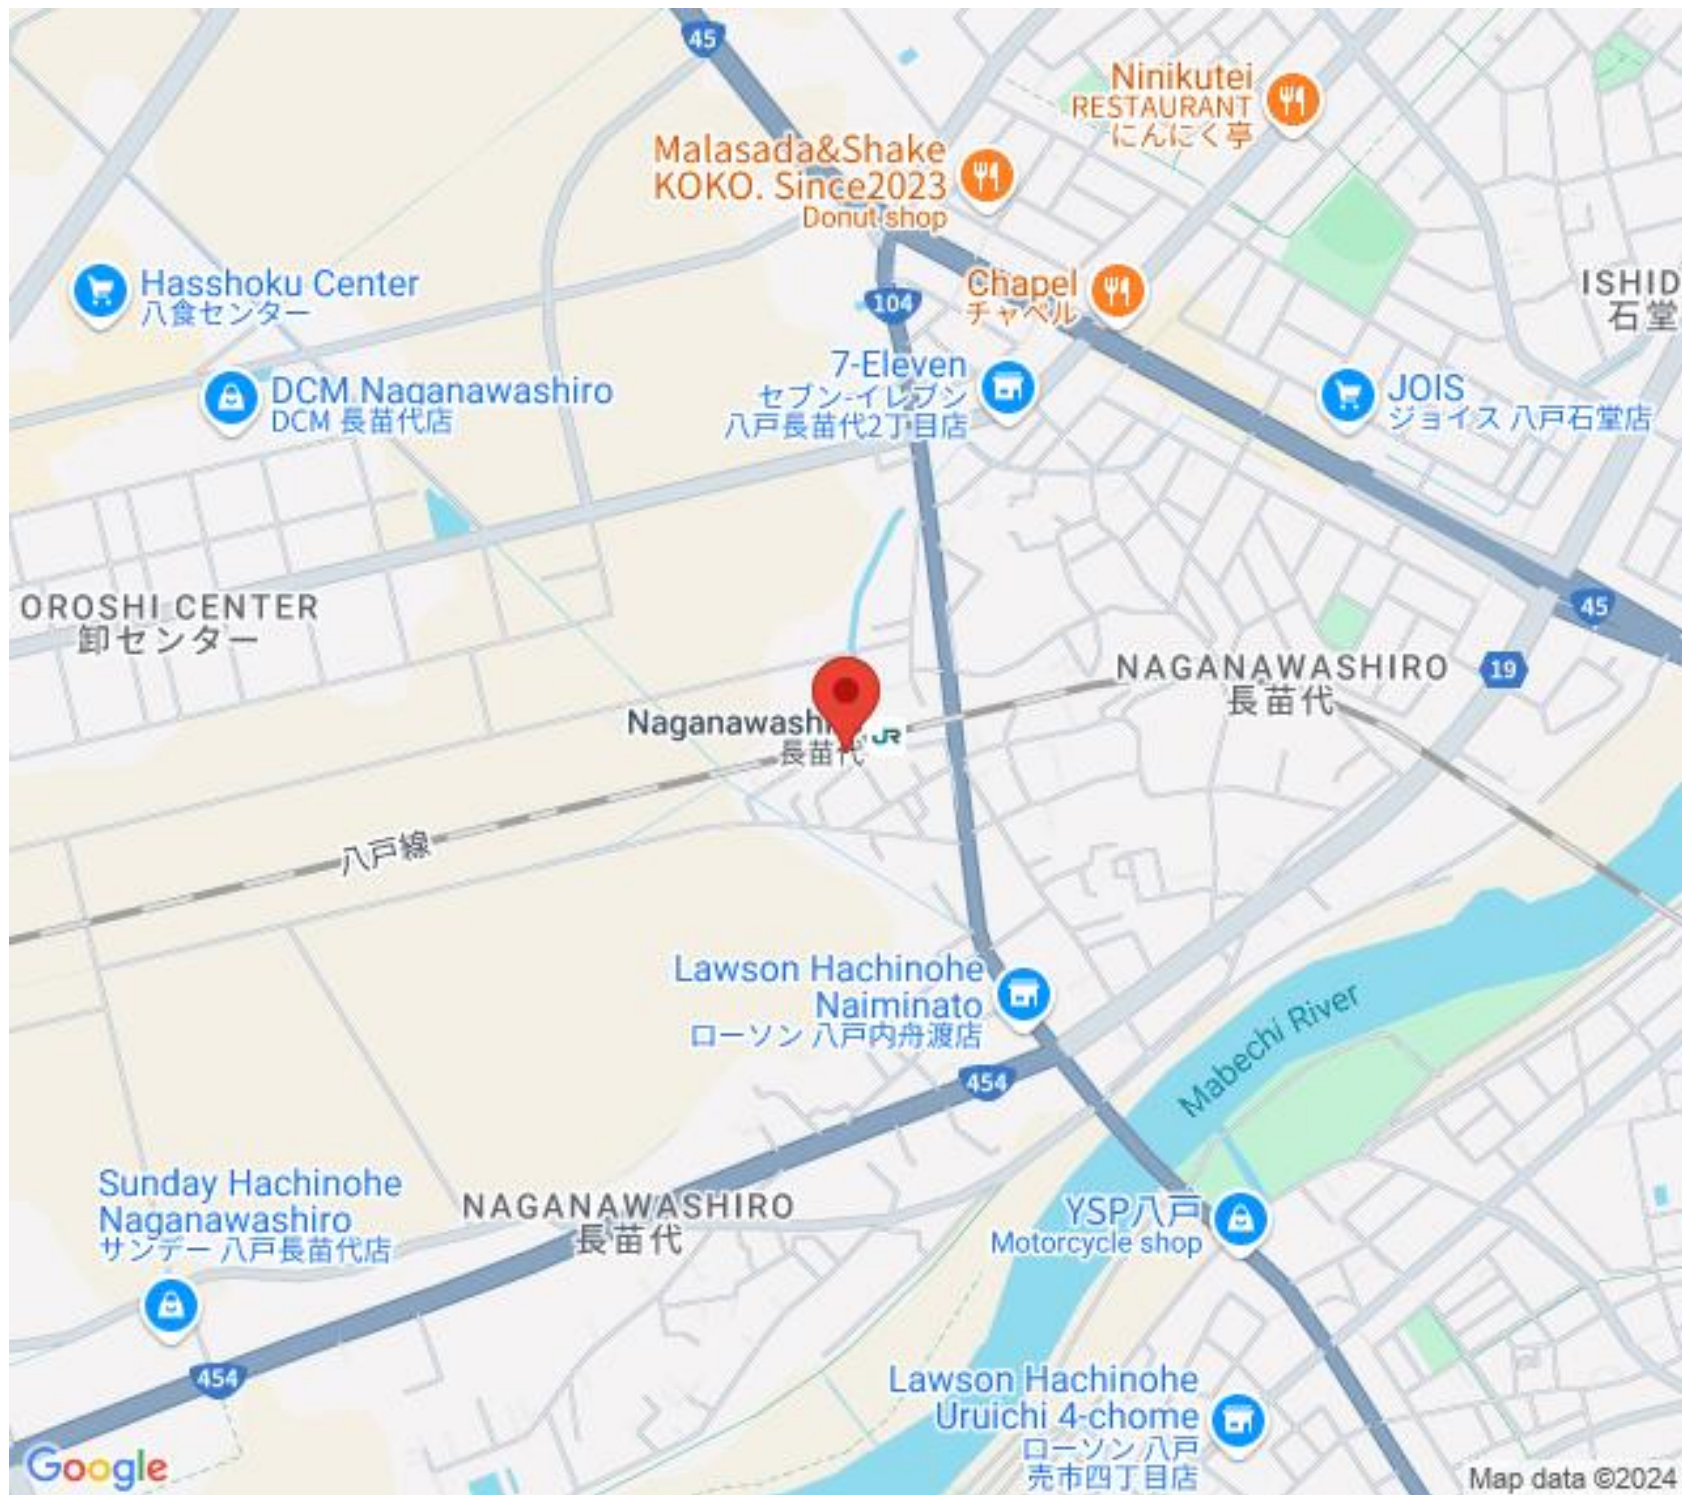 45
Ninikutei
RESTAURANT
にんにく亭
Malasada&Shake
KOKO. Since2023
Donut shop
Hasshoku Center
八食センター
104
Chapel
チャペル
ISHID
石堂
7-Eleven
セブン-イレブン
八戸長苗代2丁目店
DCM Naganawashiro
DCM 長苗代店
JOIS
ジョイス 八戸石堂店
OROSHI CENTER
卸センター
45
19
NAGANAWASHIRO
長苗代
Naganawashi
長苗代
JR
八戸線
Lawson Hachinohe
Naiminato
ローソン 八戸内舟渡店
Mabechi River
454
Sunday Hachinohe
Naganawashiro
サンデー 八戸長苗代店
NAGANAWASHIRO
長苗代
YSP八戸
Motorcycle shop
454
Lawson Hachinohe
Uruichi 4-chome
ローソン 八戸
売市四丁目店
Google
Map data ©2024